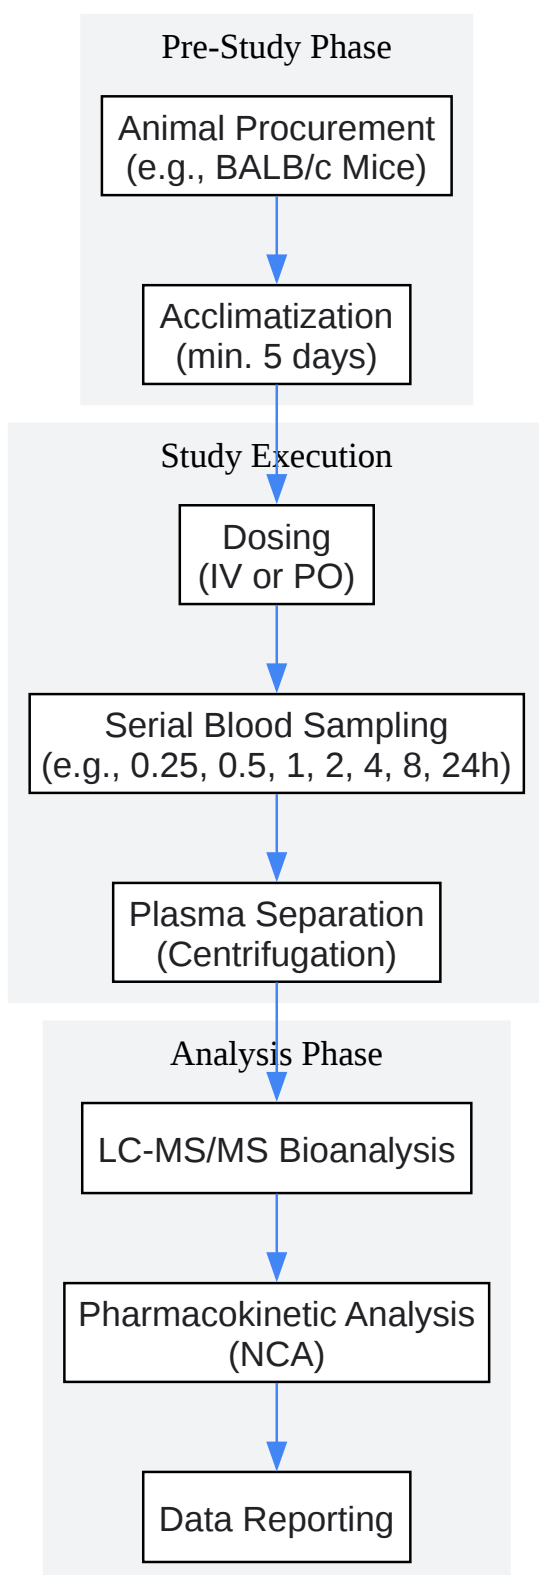 Pre-Study Phase
Animal Procurement
(e.g., BALB/c Mice)
Acclimatization
(min. 5 days)
Study Execution
Dosing
(IV or PO)
Serial Blood Sampling
(e.g., 0.25, 0.5, 1, 2, 4, 8, 24h)
Plasma Separation
(Centrifugation)
Analysis Phase
LC-MS/MS Bioanalysis
Pharmacokinetic Analysis
(NCA)
Data Reporting